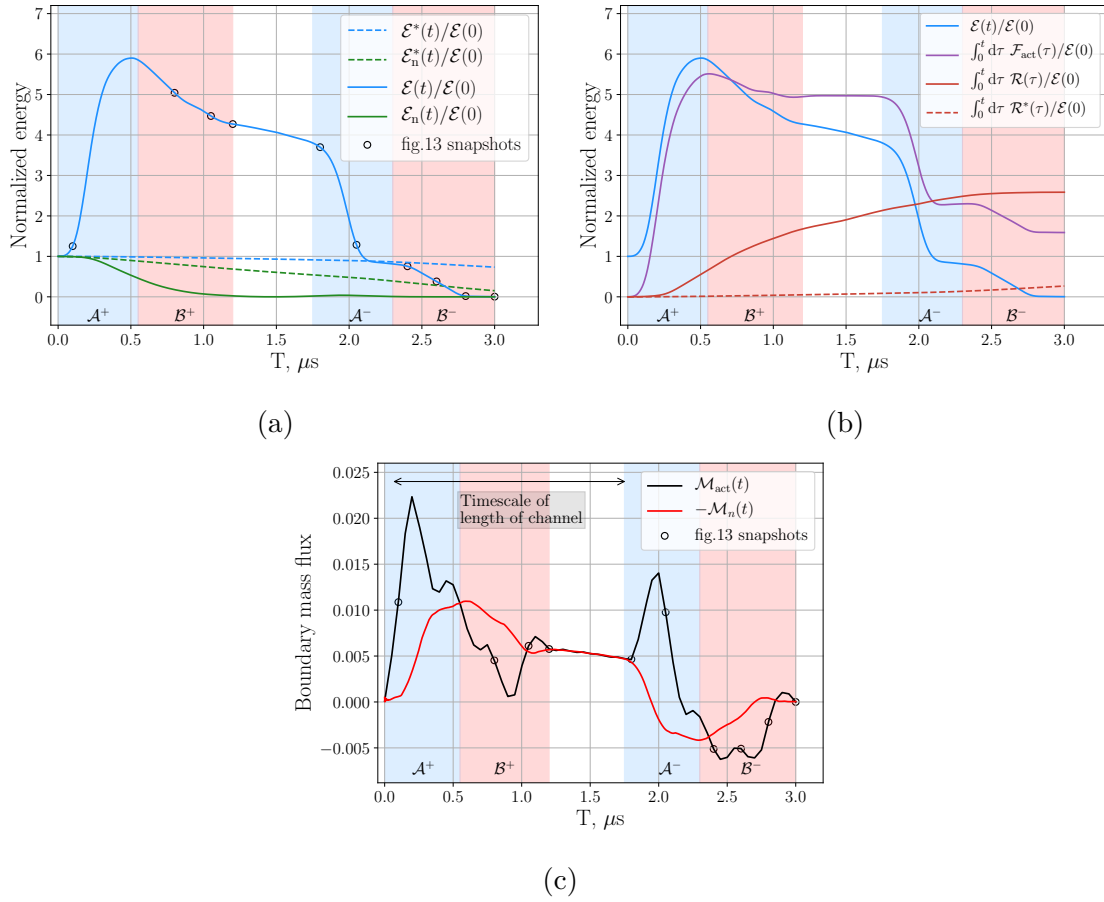 7
6
5
4
3
2
1
0
Normalized energy
ℰ*(t)/ℰ(0)
ℰₙ*(t)/ℰ(0)
ℰ(t)/ℰ(0)
ℰₙ(t)/ℰ(0)
fig.13 snapshots
𝒜⁺ ℬ⁺ 𝒜⁻ ℬ⁻
0.0 0.5 1.0 1.5 2.0 2.5 3.0
T, μs
(a)
7
6
5
4
3
2
1
0
Normalized energy
ℰ(t)/ℰ(0)
∫₀ᵗ dτ ℱ_act(τ)/ℰ(0)
∫₀ᵗ dτ ℛ(τ)/ℰ(0)
∫₀ᵗ dτ ℛ*(τ)/ℰ(0)
𝒜⁺ ℬ⁺ 𝒜⁻ ℬ⁻
0.0 0.5 1.0 1.5 2.0 2.5 3.0
T, μs
(b)
0.025
0.020
0.015
0.010
0.005
0.000
−0.005
Boundary mass flux
Timescale of
length of channel
ℳ_act(t)
−ℳₙ(t)
fig.13 snapshots
𝒜⁺ ℬ⁺ 𝒜⁻ ℬ⁻
0.0 0.5 1.0 1.5 2.0 2.5 3.0
T, μs
(c)